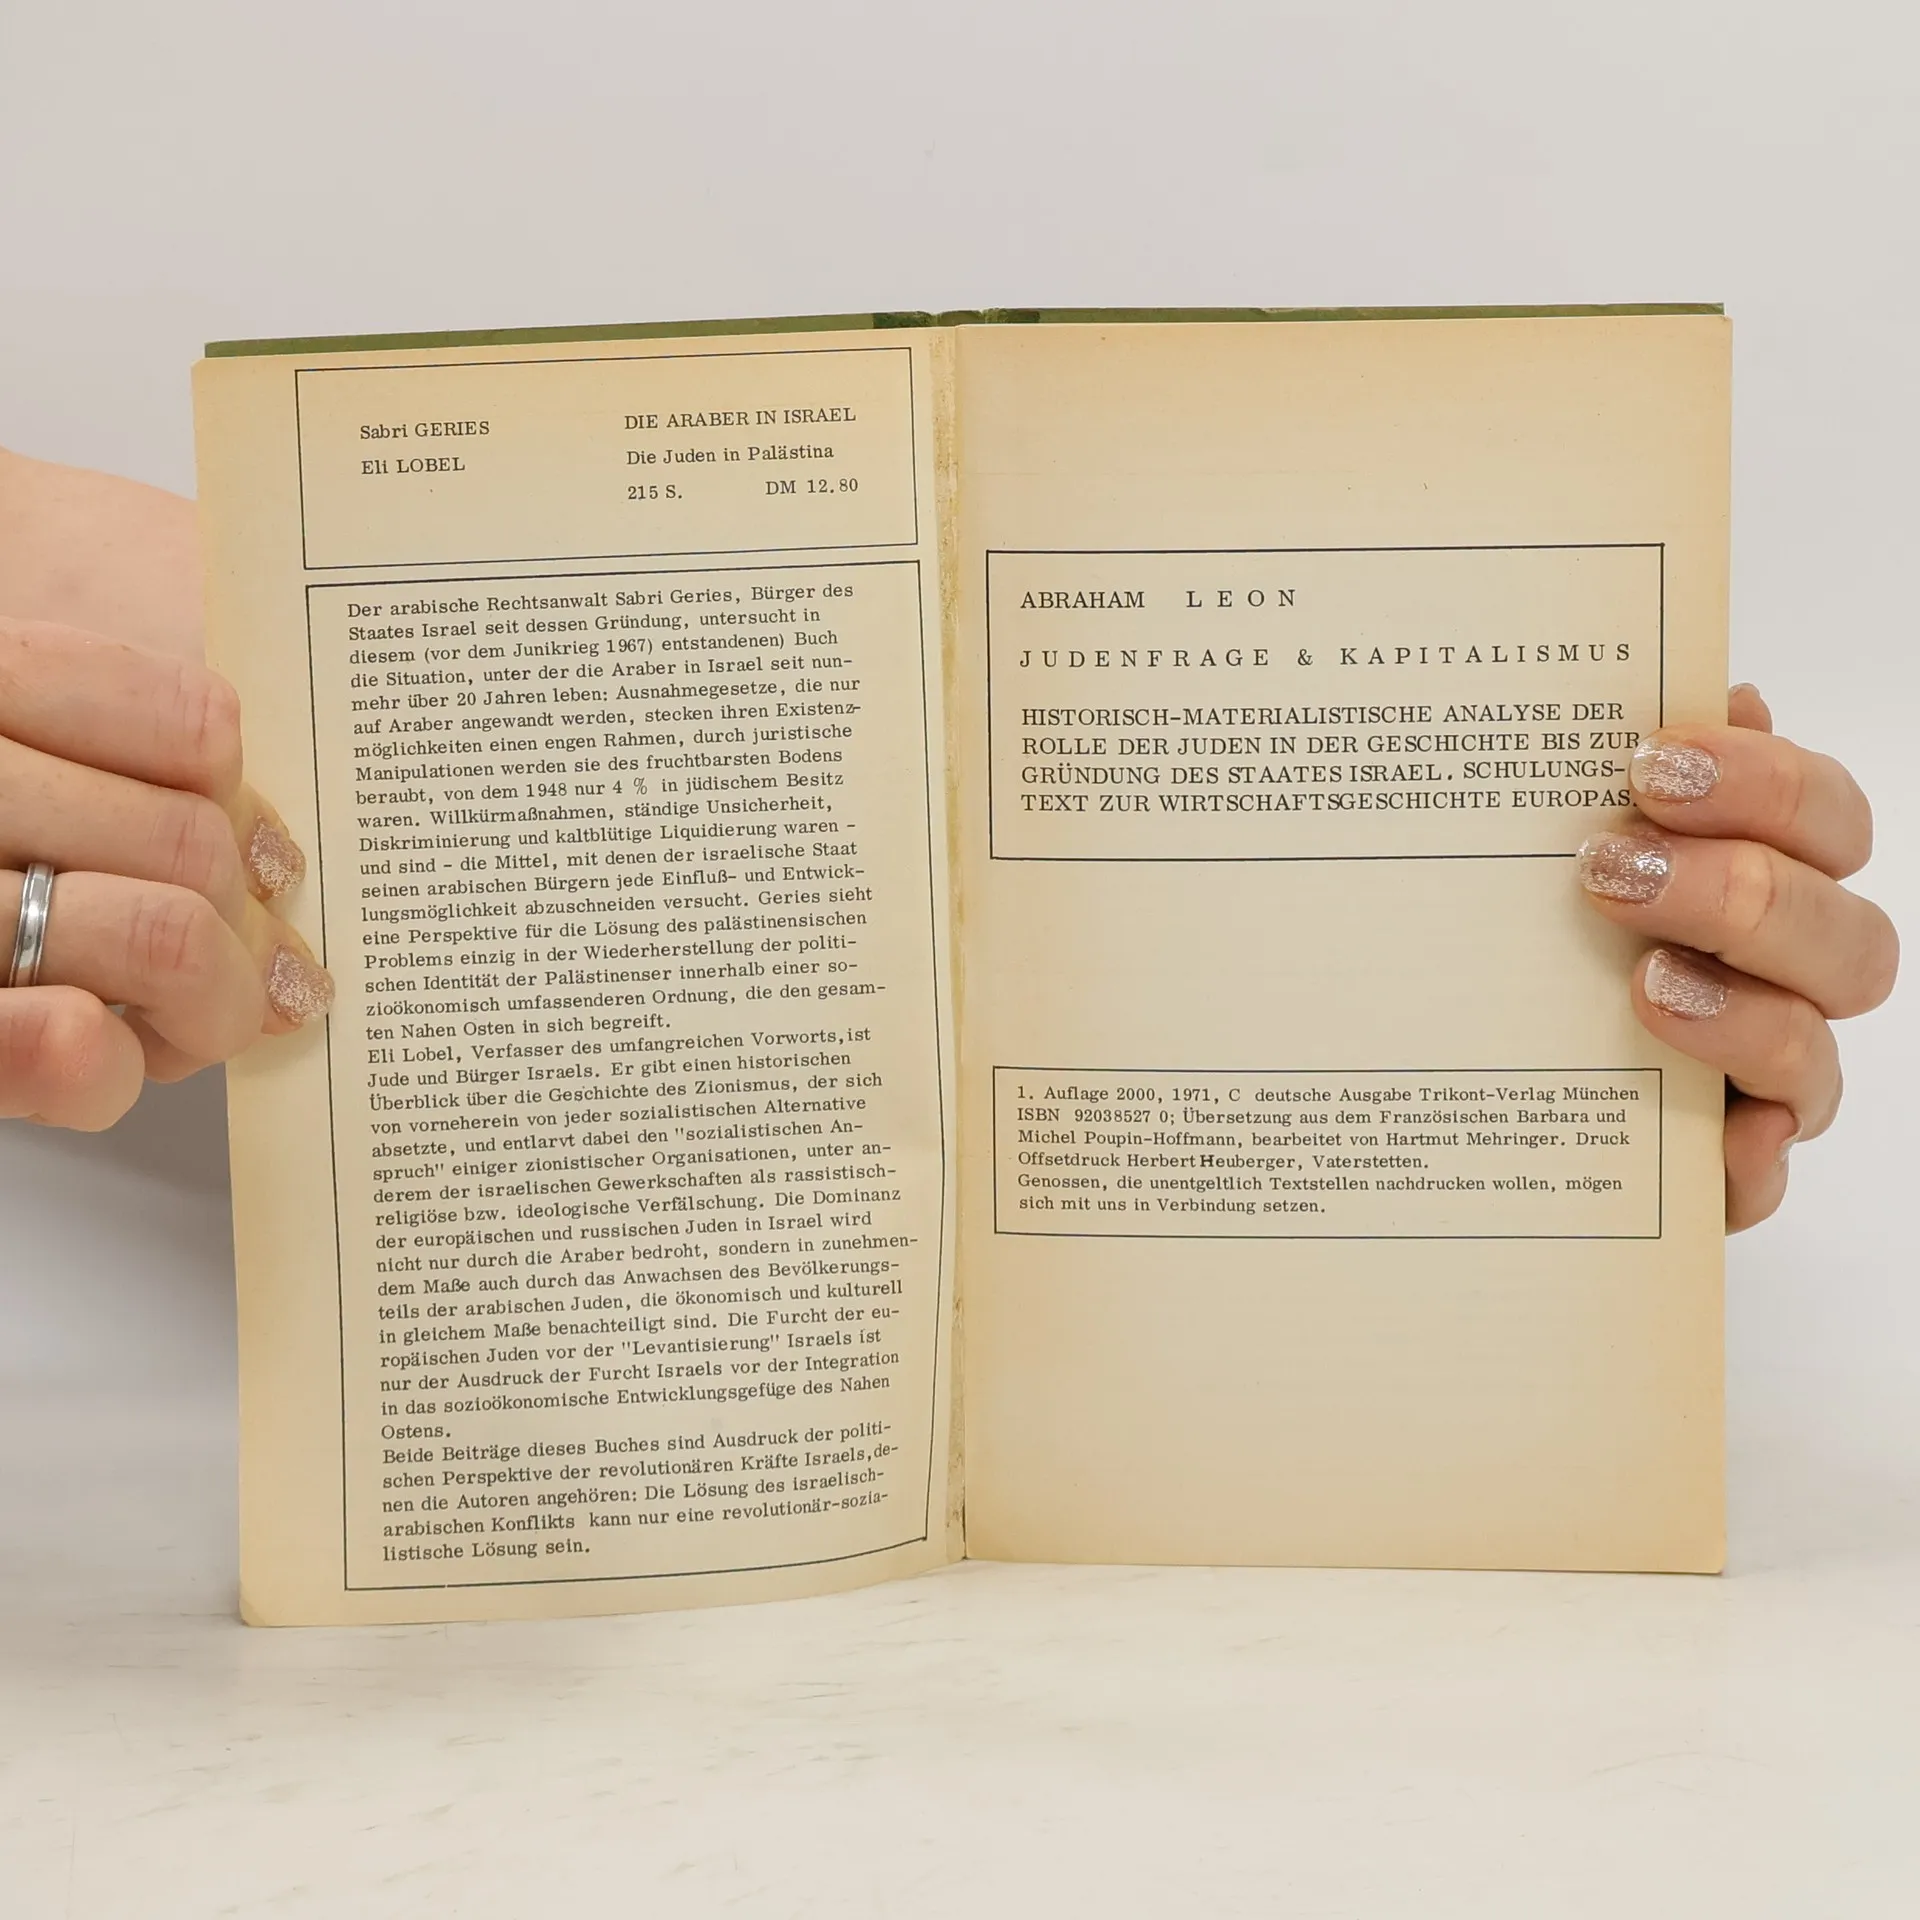 Sabri GERIES DIE ARABER IN ISRAEL
Eli LOBEL Die Juden in Palästina
215 S. DM 12.80
Der arabische Rechtsanwalt Sabri Geries, Bürger des
Staates Israel seit dessen Gründung, untersucht in
diesem (vor dem Junikrieg 1967) entstandenen) Buch
die Situation, unter der die Araber in Israel seit nun-
mehr über 20 Jahren leben: Ausnahmegesetze, die nur
auf Araber angewandt werden, stecken ihren Existenz-
möglichkeiten einen engen Rahmen, durch juristische
Manipulationen werden sie des fruchtbarsten Bodens
beraubt, von dem 1948 nur 4 % in jüdischem Besitz
waren. Willkürmaßnahmen, ständige Unsicherheit,
Diskriminierung und kaltblütige Liquidierung waren -
und sind - die Mittel, mit denen der israelische Staat
seinen arabischen Bürgern jede Einfluß- und Entwick-
lungsmöglichkeit abzuschneiden versucht. Geries sieht
eine Perspektive für die Lösung des palästinensischen
Problems einzig in der Wiederherstellung der politi-
schen Identität der Palästinenser innerhalb einer so-
zioökonomisch umfassenderen Ordnung, die den gesam-
ten Nahen Osten in sich begreift.
Eli Lobel, Verfasser des umfangreichen Vorworts, ist
Jude und Bürger Israels. Er gibt einen historischen
Überblick über die Geschichte des Zionismus, der sich
von vorneherein von jeder sozialistischen Alternative
absetzte, und entlarvt dabei den "sozialistischen An-
spruch" einiger zionistischer Organisationen, unter an-
derem der israelischen Gewerkschaften als rassistisch-
religiöse bzw. ideologische Verfälschung. Die Dominanz
der europäischen und russischen Juden in Israel wird
nicht nur durch die Araber bedroht, sondern in zunehmen-
dem Maße auch durch das Anwachsen des Bevölkerungs-
teils der arabischen Juden, die ökonomisch und kulturell
in gleichem Maße benachteiligt sind. Die Furcht der eu-
ropäischen Juden vor der "Levantisierung" Israels ist
nur der Ausdruck der Furcht Israels vor der Integration
in das sozioökonomische Entwicklungsgefüge des Nahen
Ostens.
Beide Beiträge dieses Buches sind Ausdruck der politi-
schen Perspektive der revolutionären Kräfte Israels, de-
nen die Autoren angehören: Die Lösung des israelisch-
arabischen Konflikts kann nur eine revolutionär-sozia-
listische Lösung sein.
ABRAHAM L E O N
J U D E N F R A G E & K A P I T A L I S M U S
HISTORISCH-MATERIALISTISCHE ANALYSE DER
ROLLE DER JUDEN IN DER GESCHICHTE BIS ZUR
GRÜNDUNG DES STAATES ISRAEL. SCHULUNGS-
TEXT ZUR WIRTSCHAFTSGESCHICHTE EUROPAS.
1. Auflage 2000, 1971, C deutsche Ausgabe Trikont-Verlag München
ISBN 92038527 0; Übersetzung aus dem Französischen Barbara und
Michel Poupin-Hoffmann, bearbeitet von Hartmut Mehringer. Druck
Offsetdruck Herbert Heuberger, Vaterstetten.
Genossen, die unentgeltlich Textstellen nachdrucken wollen, mögen
sich mit uns in Verbindung setzen.